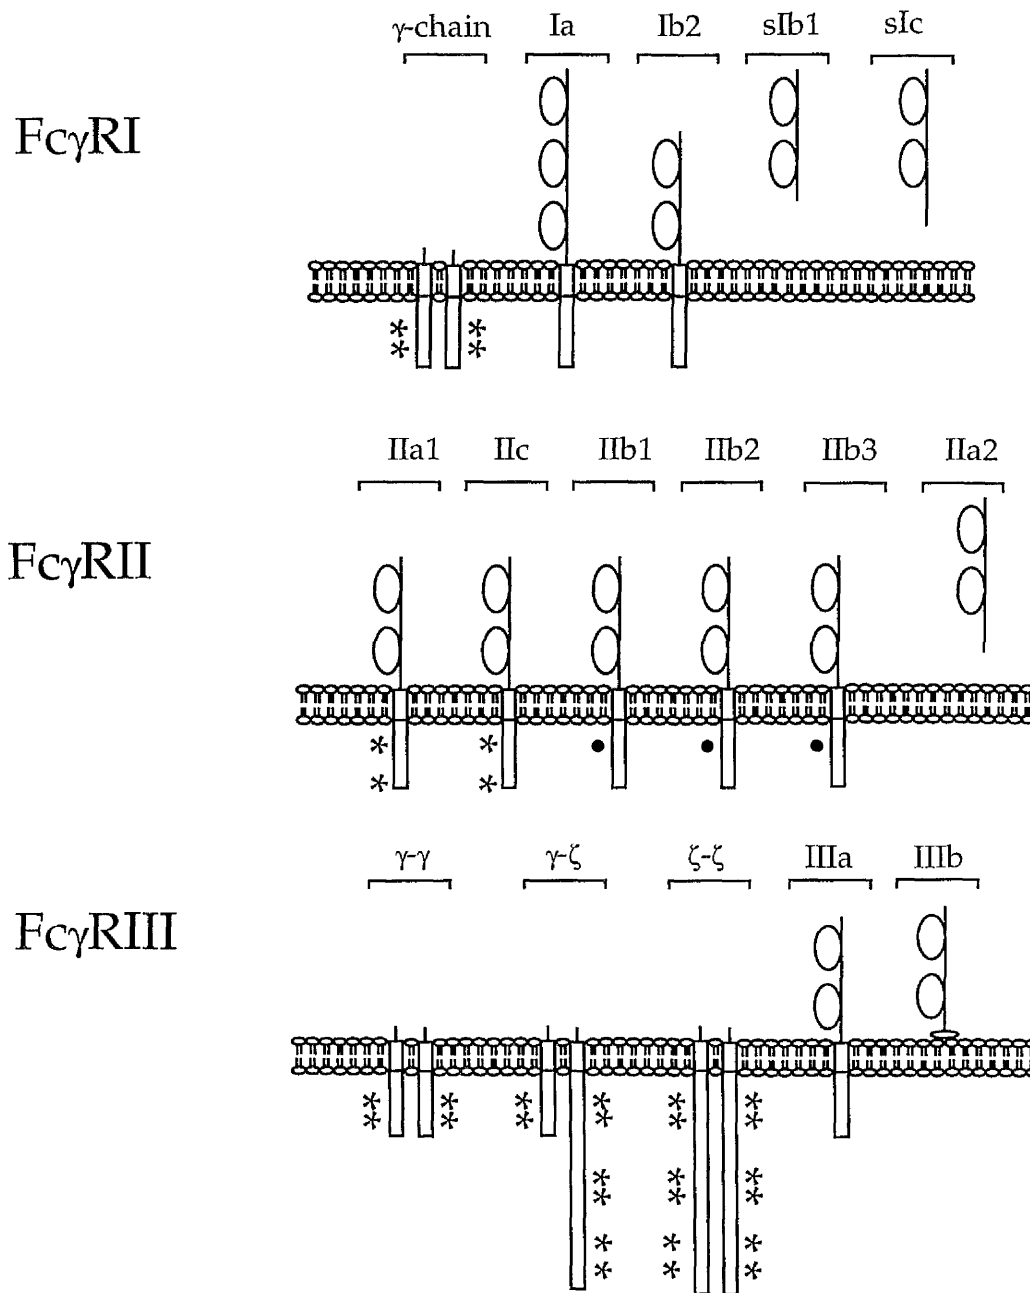 γ-chain Ia Ib2 sIb1 sIc
FcγRI
IIa1 IIc IIb1 IIb2 IIb3 IIa2
FcγRII
γ-γ γ-ζ ζ-ζ IIIa IIIb
FcγRIII